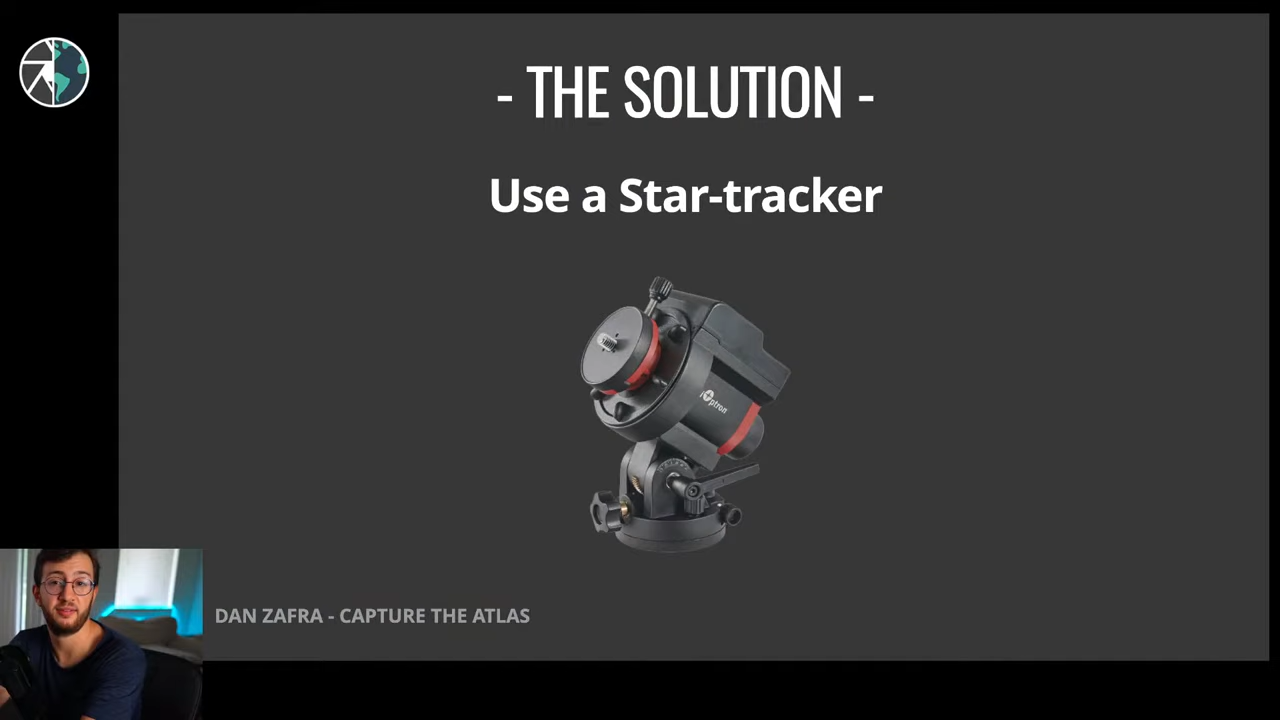 - THE SOLUTION -
Use a Star-tracker
iOptron
DAN ZAFRA - CAPTURE THE ATLAS